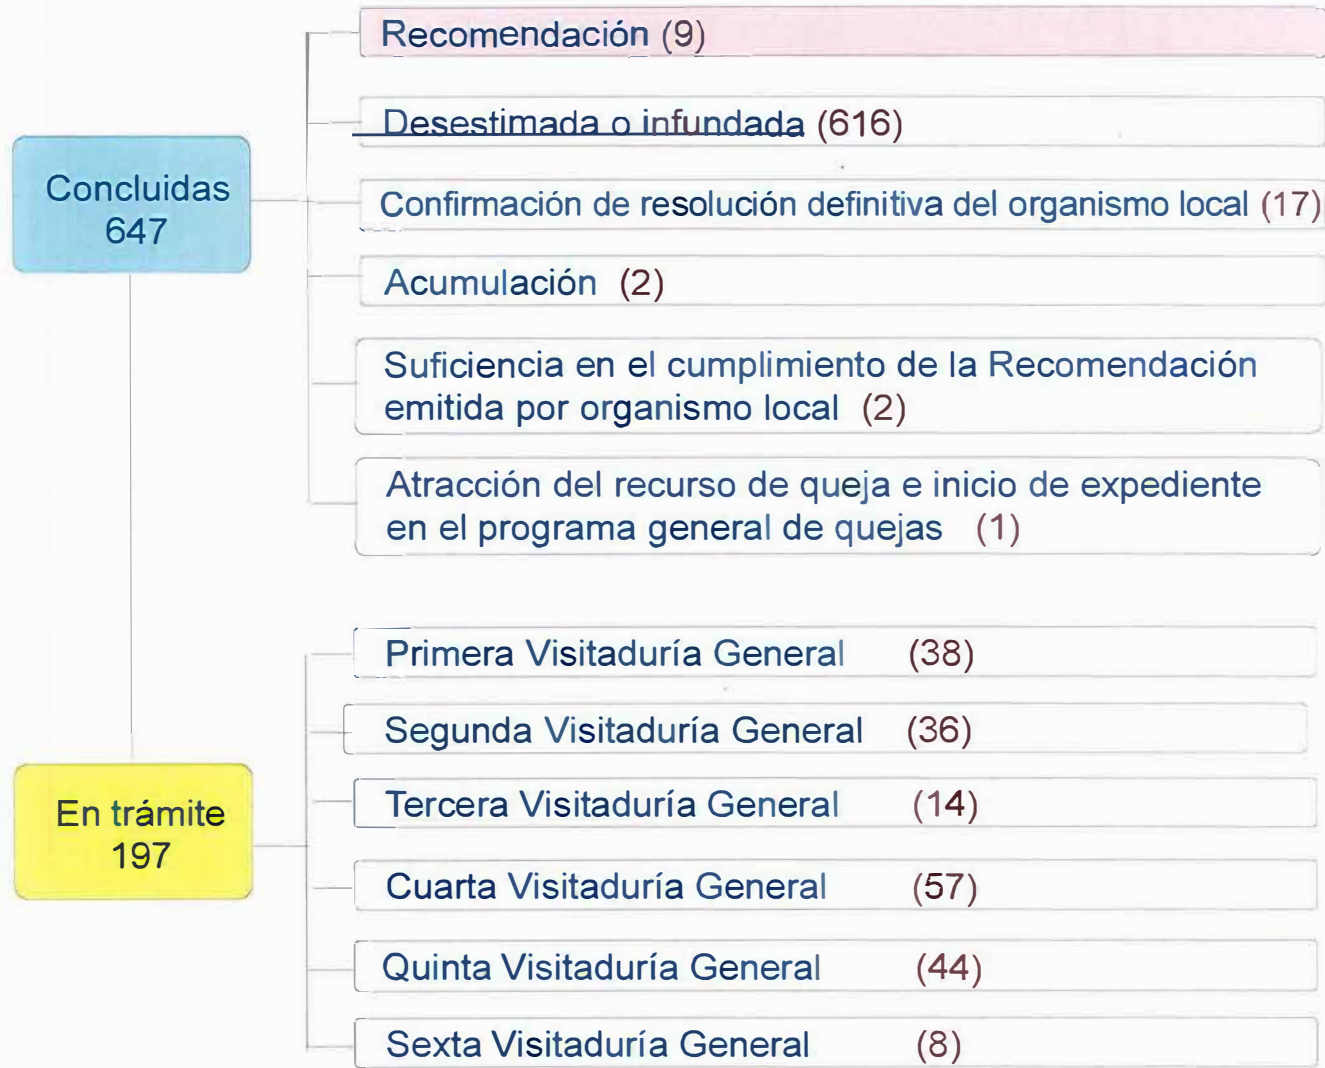 Concluidas
647
Recomendación (9)
Desestimada o infundada (616)
Confirmación de resolución definitiva del organismo local (17)
Acumulación (2)
Suficiencia en el cumplimiento de la Recomendación
emitida por organismo local (2)
Atracción del recurso de queja e inicio de expediente
en el programa general de quejas (1)
En trámite
197
Primera Visitaduría General (38)
Segunda Visitaduría General (36)
Tercera Visitaduría General (14)
Cuarta Visitaduría General (57)
Quinta Visitaduría General (44)
Sexta Visitaduría General (8)